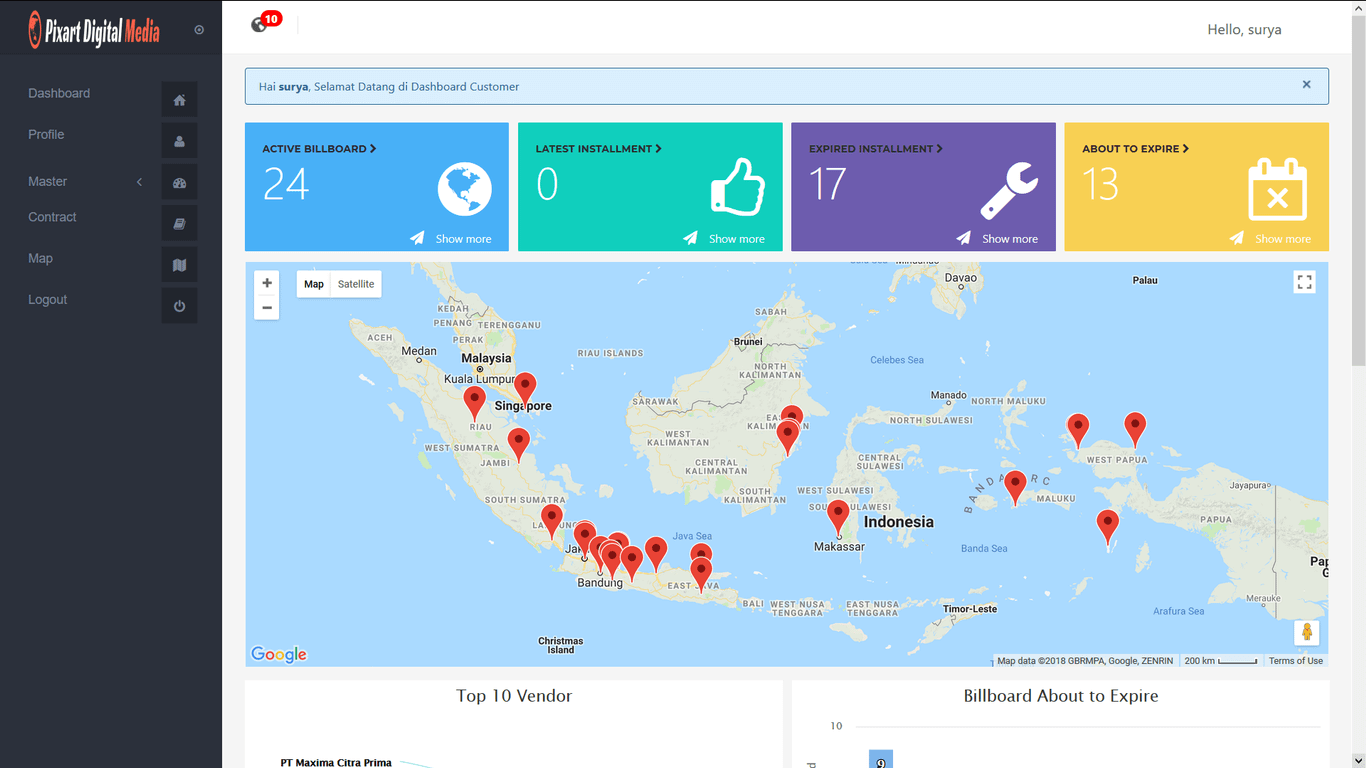 Pixart Digital Media
10
Hello, surya
Dashboard
Profile
Master
Contract
Map
Logout
Hai surya, Selamat Datang di Dashboard Customer
×
ACTIVE BILLBOARD
24
Show more
LATEST INSTALLMENT
0
Show more
EXPIRED INSTALLMENT
17
Show more
ABOUT TO EXPIRE
13
Show more
+
−
Map
Satellite
Davao
Palau
KEDAH
PENANG
TERENGGANU
SABAH
ACEH
PERAK
Brunei
Medan
Malaysia
RIAU ISLANDS
Celebes Sea
NORTH
KALIMANTAN
Kuala Lumpur
Singapore
SARAWAK
Manado
NORTH MALUKU
NORTH SULAWESI
RIAU
WEST
KALIMANTAN
WEST SUMATRA
JAMBI
CENTRAL
KALIMANTAN
CENTRAL
SULAWESI
WEST PAPUA
SOUTH SUMATRA
SOUTH
KALIMANTAN
WEST SULAWESI
BANDA ARC
MALUKU
Jayapura
Indonesia
PAPUA
Java Sea
Makassar
Banda Sea
Bandung
EAST JAVA
BALI
WEST NUSA
TENGGARA
EAST NUSA
TENGGARA
Timor-Leste
Merauke
Arafura Sea
Christmas
Island
Google
Map data ©2018 GBRMPA, Google, ZENRIN
200 km
Terms of Use
Top 10 Vendor
PT Maxima Citra Prima
Billboard About to Expire
10
9